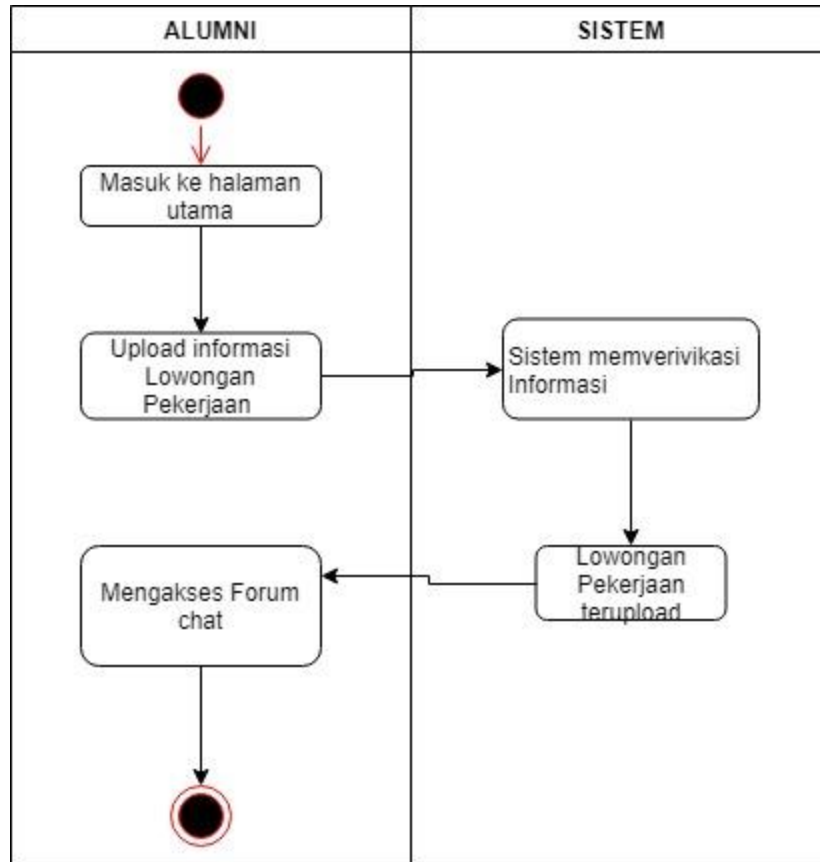 ALUMNI
SISTEM
Masuk ke halaman
utama
Upload informasi
Lowongan
Pekerjaan
Sistem memverivikasi
Informasi
Lowongan
Pekerjaan
terupload
Mengakses Forum
chat